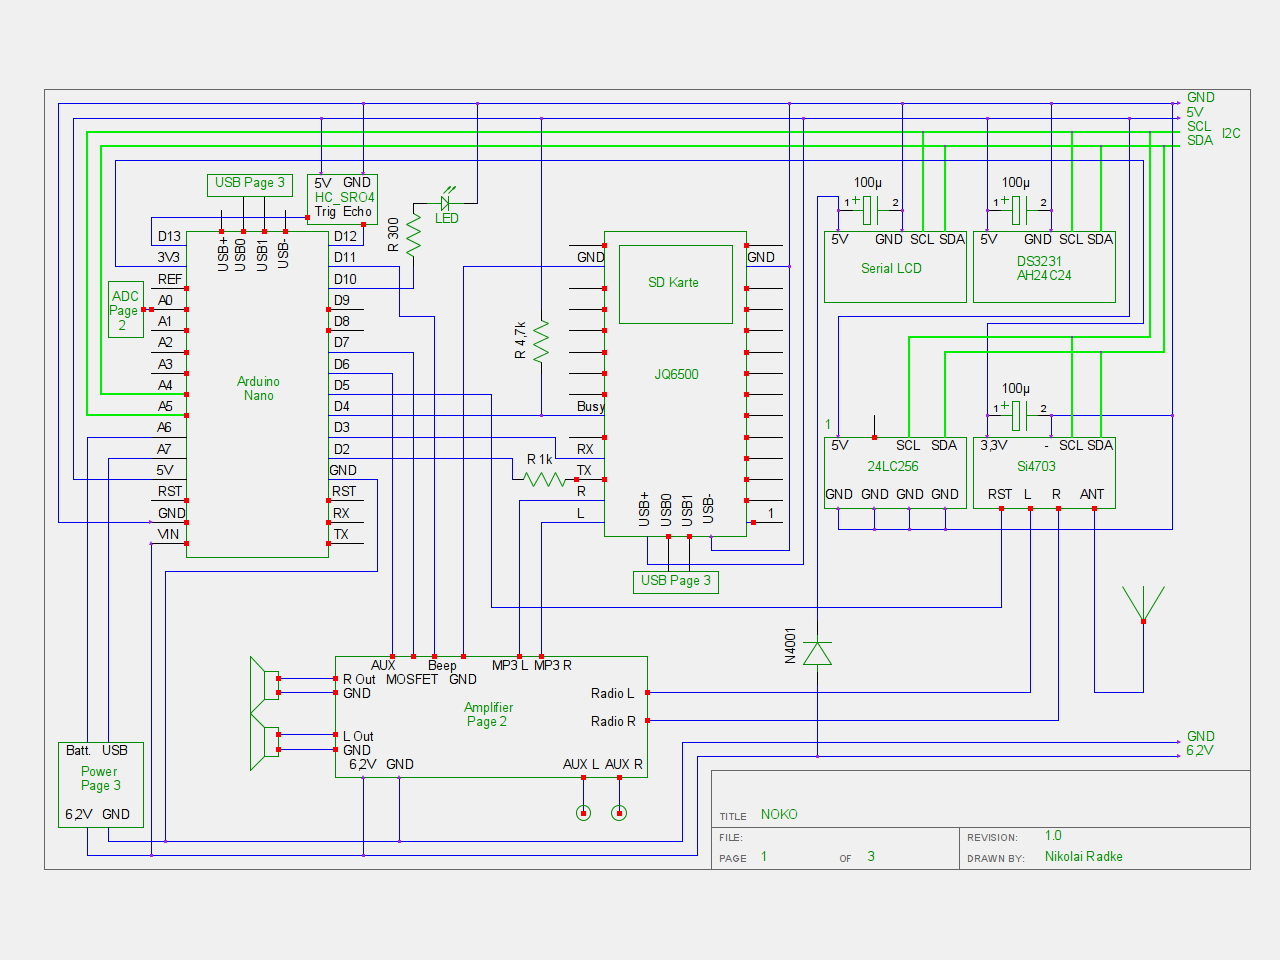 GND
5V
SCL
I2C
SDA
USB Page 3
5V GND
HC_SR04
Trig Echo
LED
R 300
100µ
1 + 2
100µ
1 + 2
D13
3V3
REF
A0
A1
A2
A3
A4
A5
A6
A7
5V
RST
GND
VIN
USB+
USB0
USB1
USB-
D12
D11
D10
D9
D8
D7
D6
D5
D4
D3
D2
GND
RST
RX
TX
Arduino
Nano
ADC
Page
2
R 4,7k
R 1k
GND
Busy
RX
TX
R
L
GND
1
SD Karte
JQ6500
USB+
USB0
USB1
USB-
USB Page 3
5V GND SCL SDA
Serial LCD
5V GND SCL SDA
DS3231
AH24C24
100µ
1 + 2
1
5V SCL SDA
24LC256
GND GND GND GND
3,3V - SCL SDA
Si4703
RST L R ANT
N4001
AUX Beep MP3 L MP3 R
MOSFET GND
R Out
GND
L Out
GND
6,2V GND
Amplifier
Page 2
Radio L
Radio R
AUX L AUX R
Batt. USB
Power
Page 3
6,2V GND
GND
6,2V
TITLE NOKO
FILE:
REVISION: 1.0
PAGE 1 OF 3
DRAWN BY: Nikolai Radke